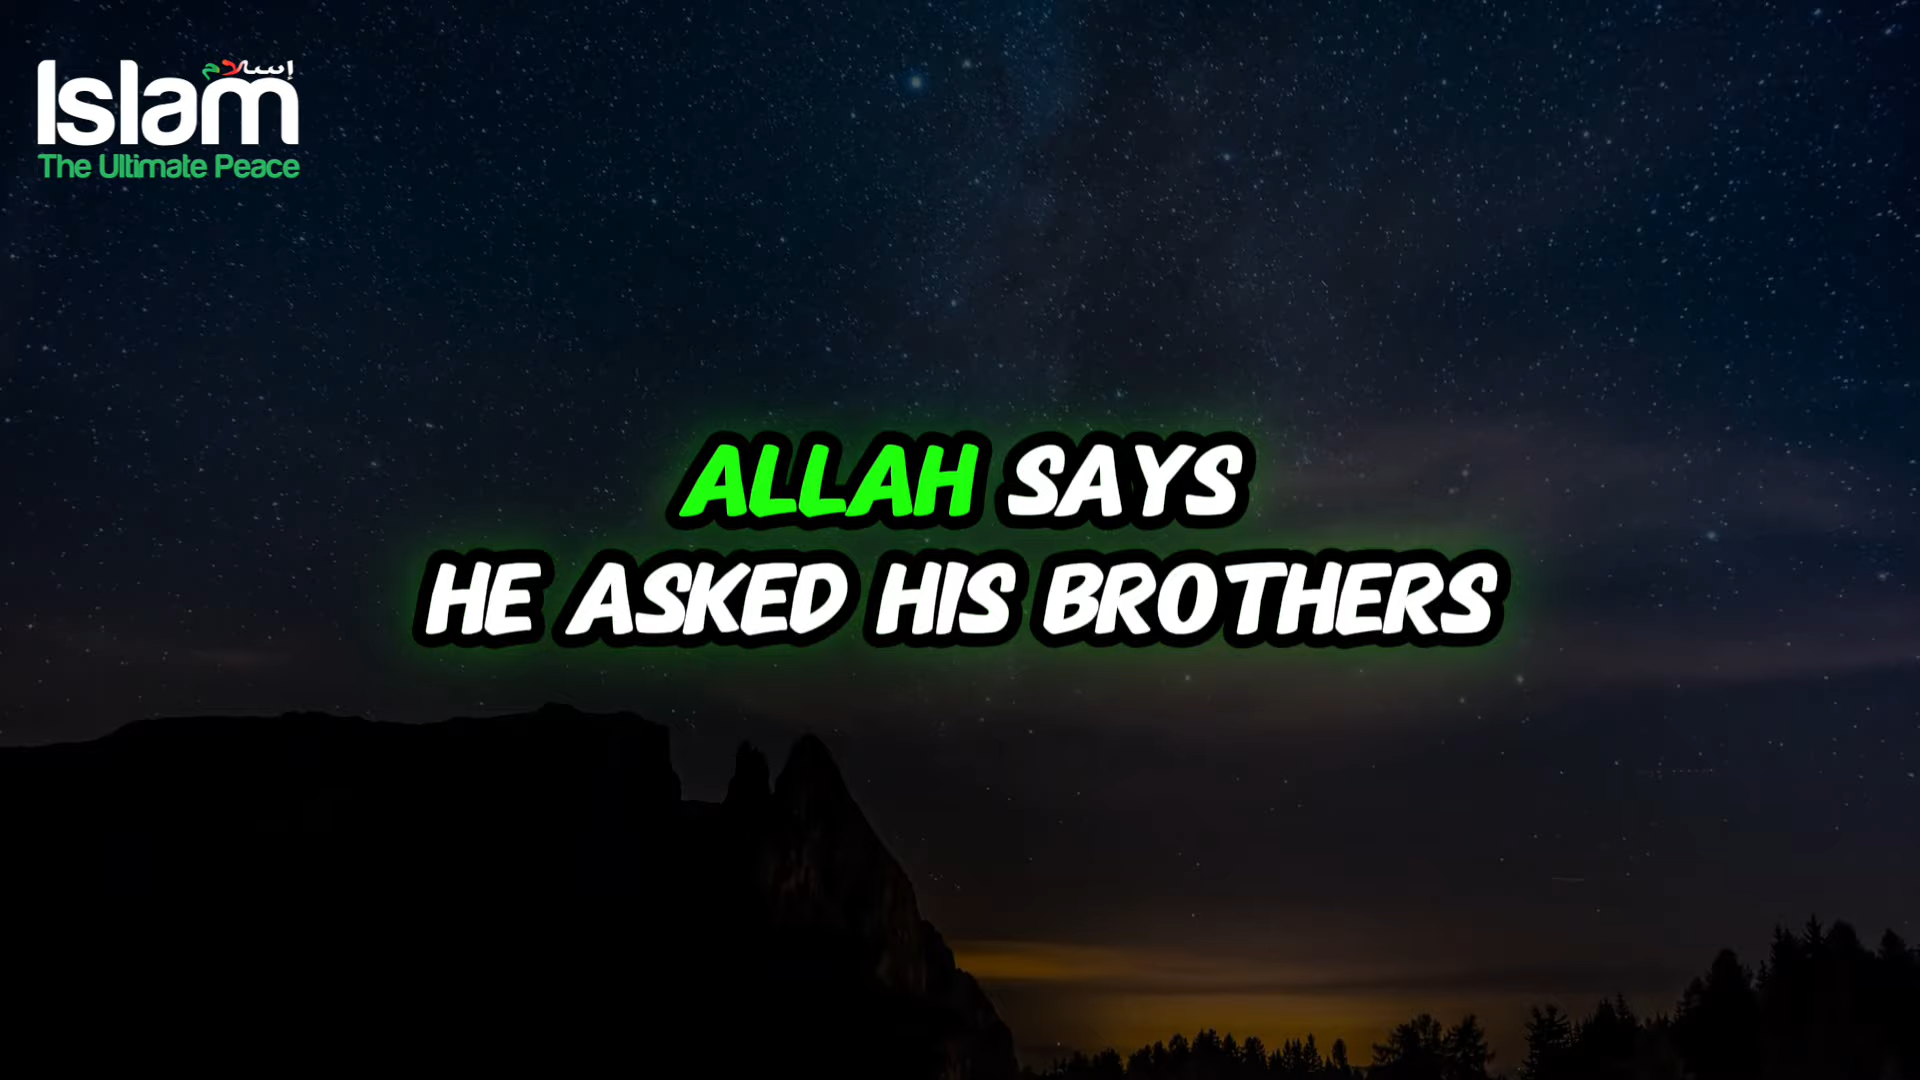 إسلام
Islam
The Ultimate Peace
ALLAH SAYS
HE ASKED HIS BROTHERS